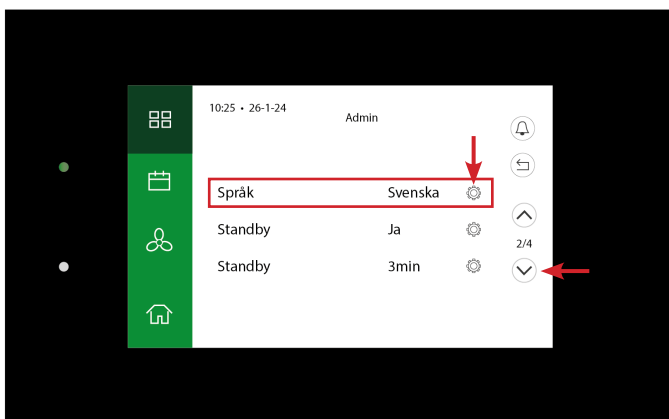 10:25 • 26-1-24
Admin
Språk Svenska
Standby Ja
2/4
Standby 3min